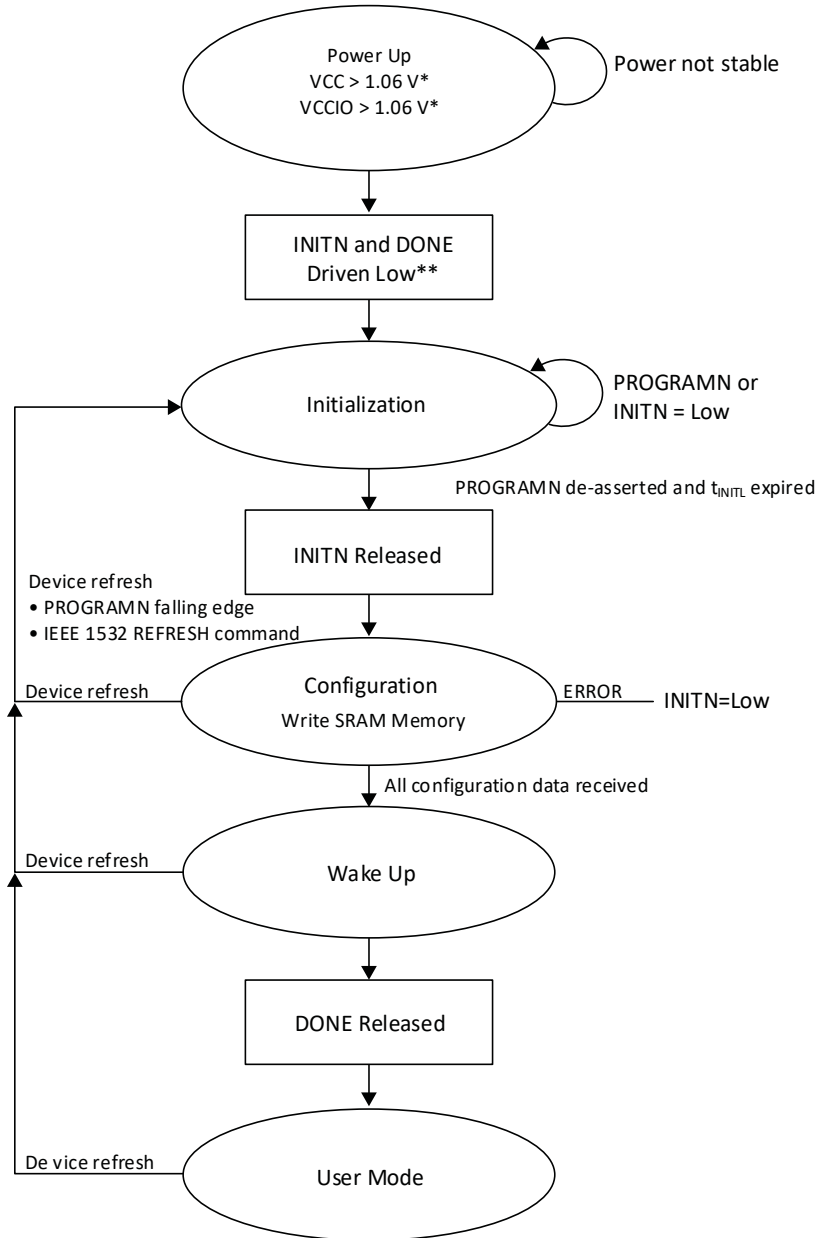 Power Up
VCC > 1.06 V*
VCCIO > 1.06 V*
Power not stable
INITN and DONE
Driven Low**
Initialization
PROGRAMN or
INITN = Low
PROGRAMN de-asserted and tINITL expired
INITN Released
Device refresh
• PROGRAMN falling edge
• IEEE 1532 REFRESH command
Device refresh
Configuration
Write SRAM Memory
ERROR
INITN=Low
All configuration data received
Device refresh
Wake Up
DONE Released
De vice refresh
User Mode